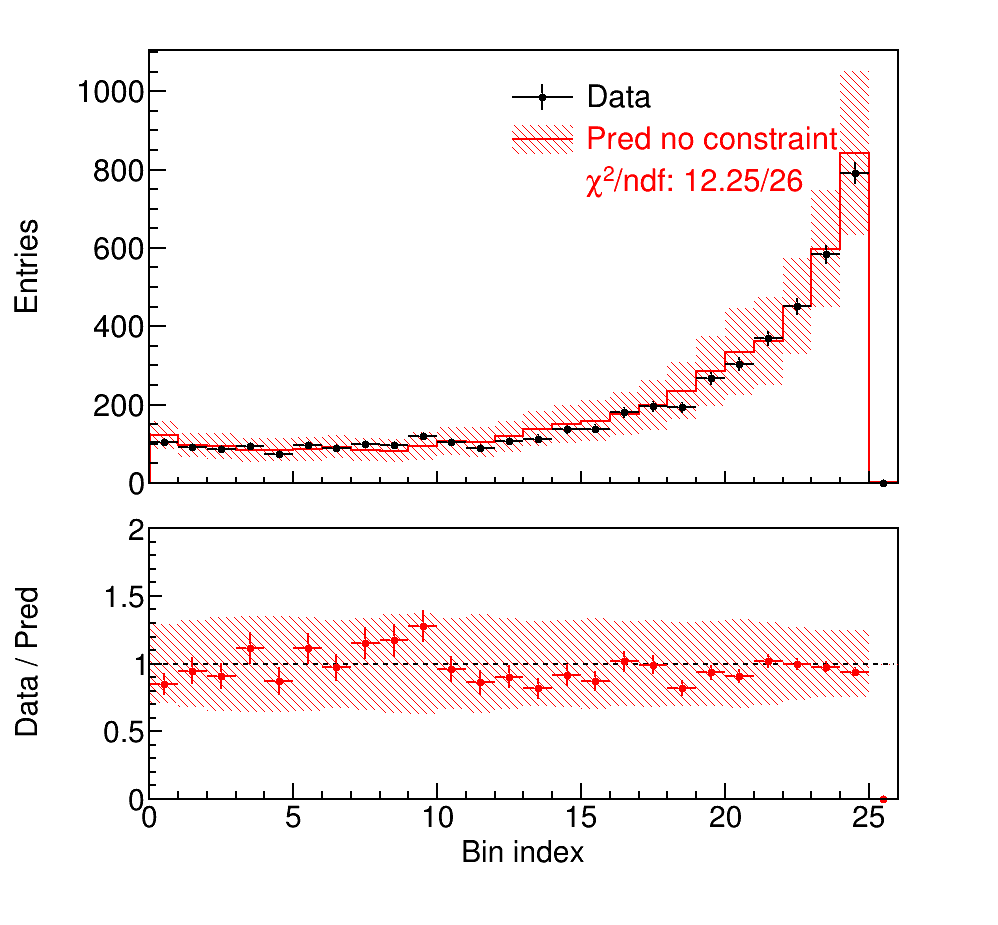 Entries
1000
800
600
400
200
0
Data
Pred no constraint
χ²/ndf: 12.25/26
Data / Pred
2
1.5
1
0.5
0
0 5 10 15 20 25
Bin index